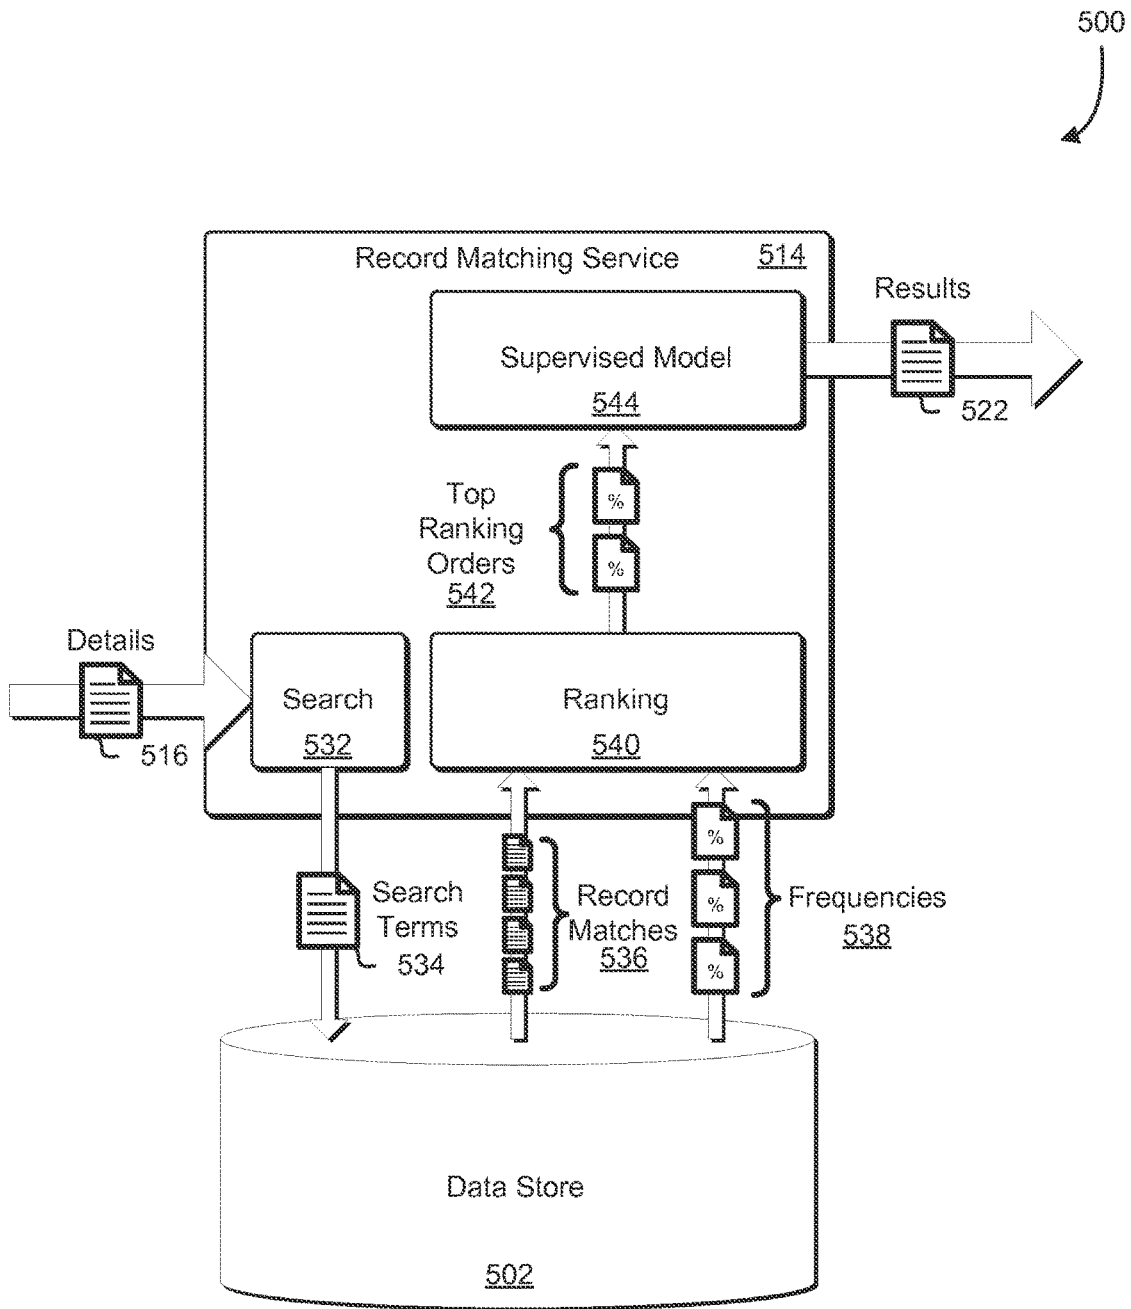 500
Record Matching Service
514
Results
522
Supervised Model
544
Top
Ranking
Orders
542
%
%
Details
516
Search
532
Ranking
540
Search
Terms
534
Record
Matches
536
%
%
%
Frequencies
538
Data Store
502